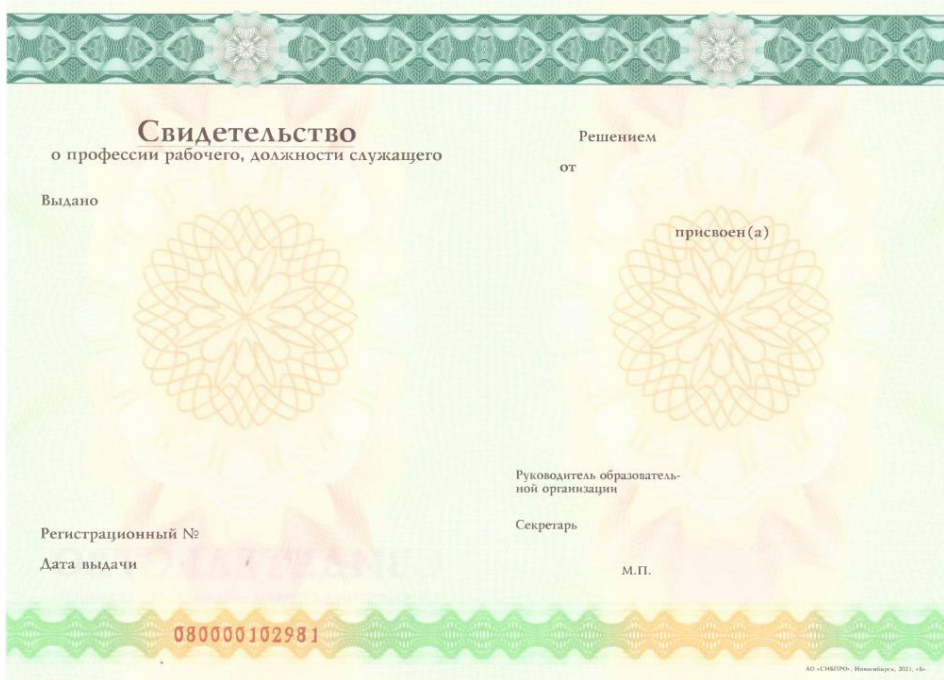 Свидетельство
о профессии рабочего, должности служащего
Выдано
Регистрационный №
Дата выдачи
080000102981
Решением
от
присвоен(а)
Руководитель образователь-
ной организации
Секретарь
М.П.
АО «СИБПРО», Новосибирск, 2021, «Б»